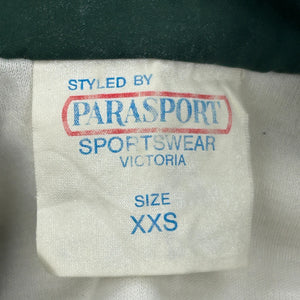 STYLED BY
PARASPORT
SPORTSWEAR
VICTORIA
SIZE
XXS